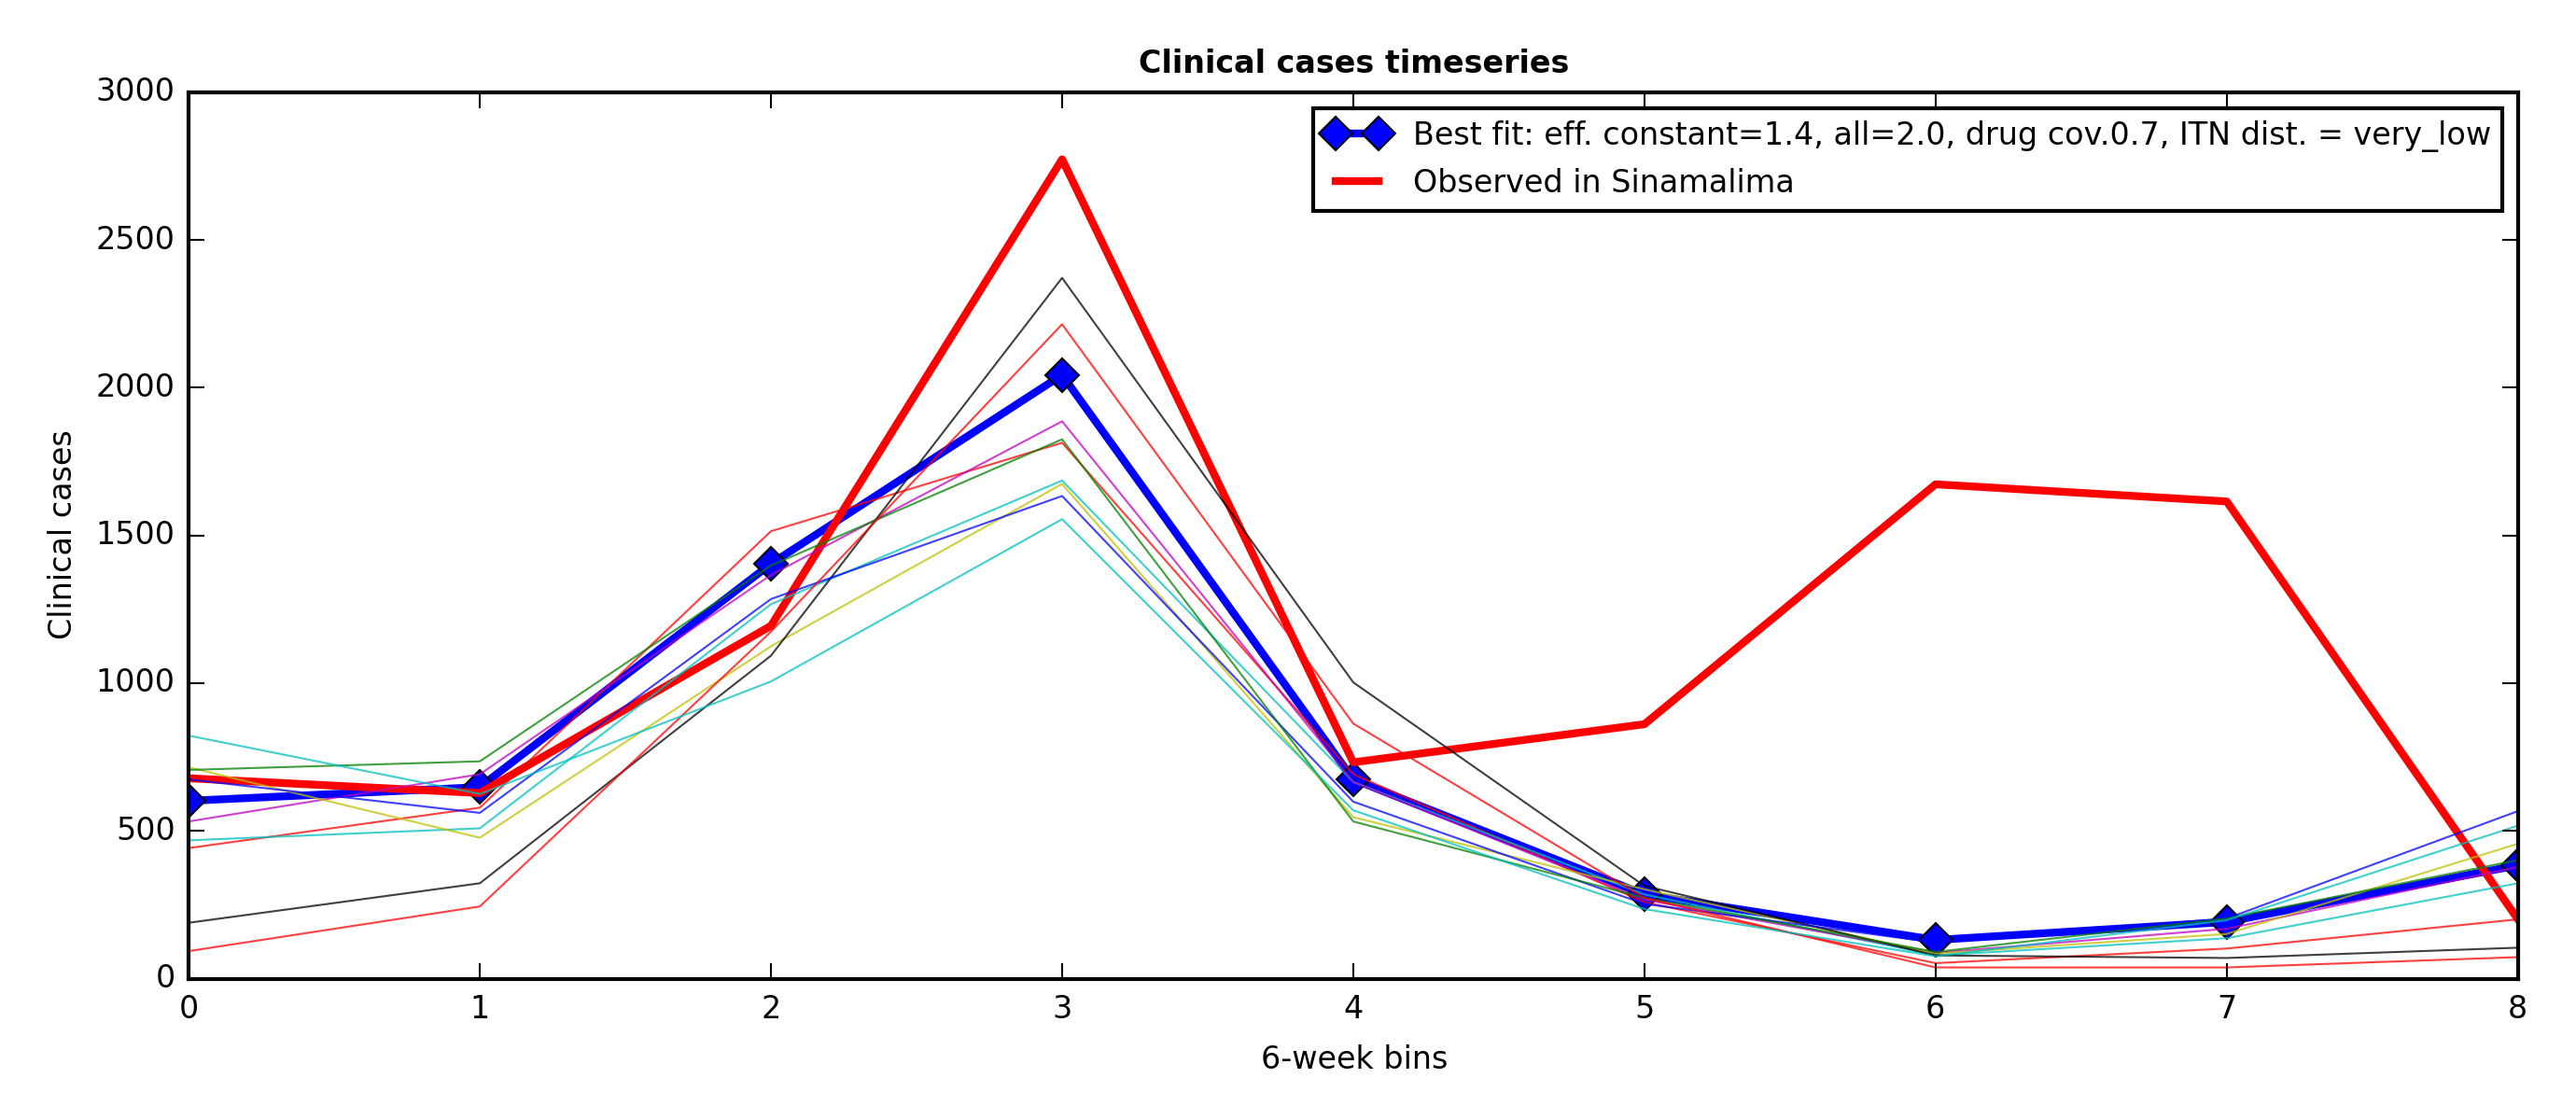 Clinical cases timeseries
3000
2500
2000
1500
1000
500
0
Clinical cases
Best fit: eff. constant=1.4, all=2.0, drug cov.0.7, ITN dist. = very_low
Observed in Sinamalima
0 1 2 3 4 5 6 7 8
6-week bins